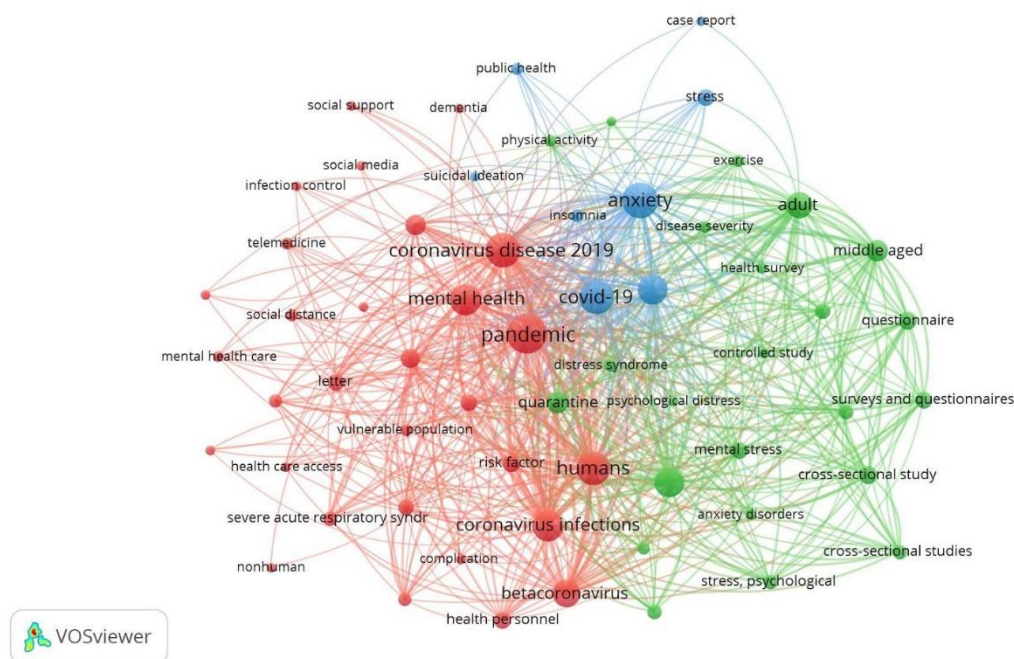 case report
public health
stress
social support
dementia
physical activity
exercise
social media
suicidal ideation
infection control
anxiety
adult
insomnia
disease severity
telemedicine
coronavirus disease 2019
middle aged
health survey
mental health
covid-19
social distance
questionnaire
pandemic
mental health care
distress syndrome
controlled study
letter
quarantine
psychological distress
surveys and questionnaires
vulnerable population
mental stress
health care access
risk factor
humans
cross-sectional study
severe acute respiratory syndr
coronavirus infections
anxiety disorders
cross-sectional studies
nonhuman
complication
stress, psychological
betacoronavirus
health personnel
VOSviewer